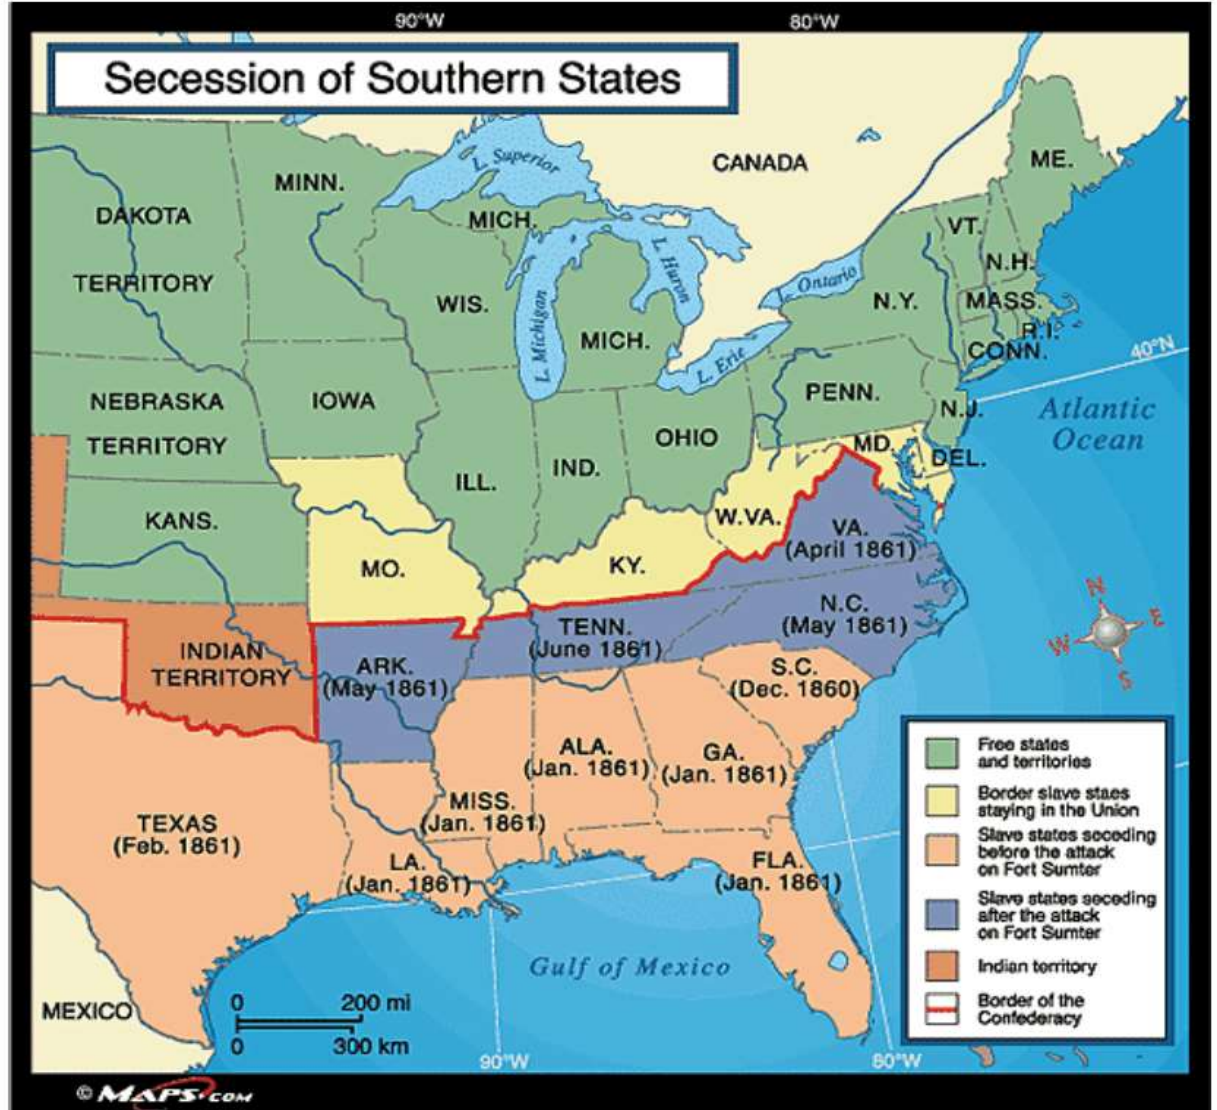 90°W
80°W
Secession of Southern States
CANADA
ME.
L. Superior
MINN.
DAKOTA
TERRITORY
MICH.
VT.
N.H.
L. Huron
L. Ontario
WIS.
N.Y.
MASS.
L. Michigan
MICH.
R.I.
CONN.
40°N
L. Erie
NEBRASKA
TERRITORY
IOWA
PENN.
N.J.
Atlantic
Ocean
OHIO
MD.
DEL.
ILL.
IND.
KANS.
W.VA.
VA.
(April 1861)
MO.
KY.
N.C.
(May 1861)
TENN.
(June 1861)
N
E
W
S
INDIAN
TERRITORY
ARK.
(May 1861)
S.C.
(Dec. 1860)
ALA.
(Jan. 1861)
GA.
(Jan. 1861)
MISS.
(Jan. 1861)
TEXAS
(Feb. 1861)
LA.
(Jan. 1861)
FLA.
(Jan. 1861)
Free states
and territories
Border slave staes
staying in the Union
Slave states seceding
before the attack
on Fort Sumter
Slave states seceding
after the attack
on Fort Sumter
Indian territory
Border of the
Confederacy
Gulf of Mexico
MEXICO
0 200 mi
0 300 km
90°W
80°W
© MAPS.COM